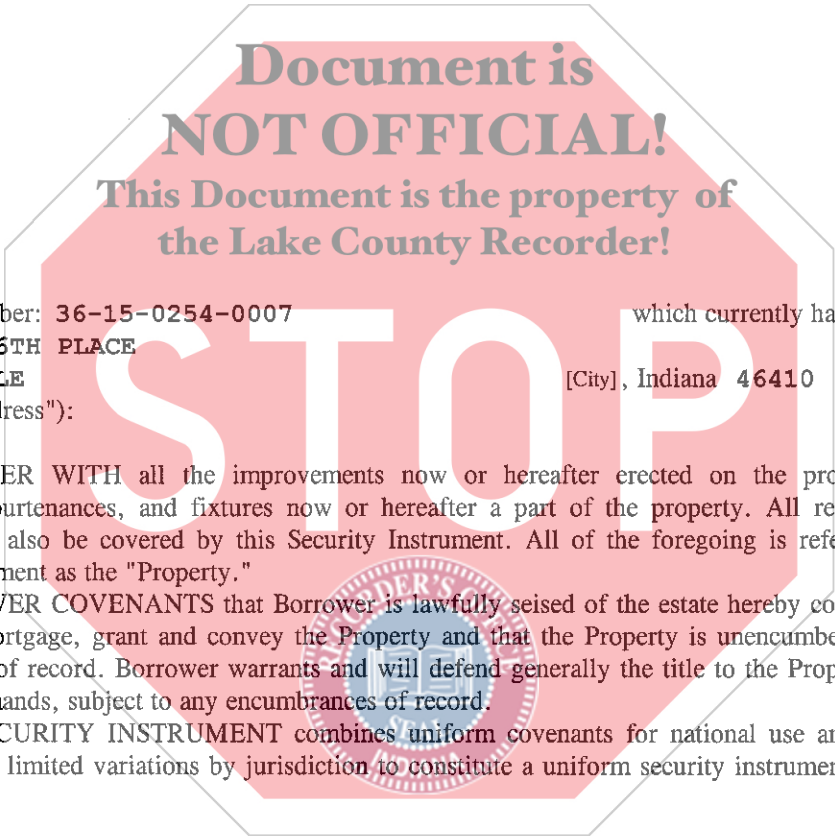 Document is
NOT OFFICIAL!
This Document is the property of
the Lake County Recorder!
STOP
ber: 36-15-0254-0007 which currently ha
6TH PLACE
LE [City], Indiana 46410
dress"):
ER WITH all the improvements now or hereafter erected on the pro
urtenances, and fixtures now or hereafter a part of the property. All re
also be covered by this Security Instrument. All of the foregoing is refe
ment as the "Property."
VER COVENANTS that Borrower is lawfully seised of the estate hereby co
ortgage, grant and convey the Property and that the Property is unencumbe
of record. Borrower warrants and will defend generally the title to the Prop
ands, subject to any encumbrances of record.
CURITY INSTRUMENT combines uniform covenants for national use an
limited variations by jurisdiction to constitute a uniform security instrumen
SEAL